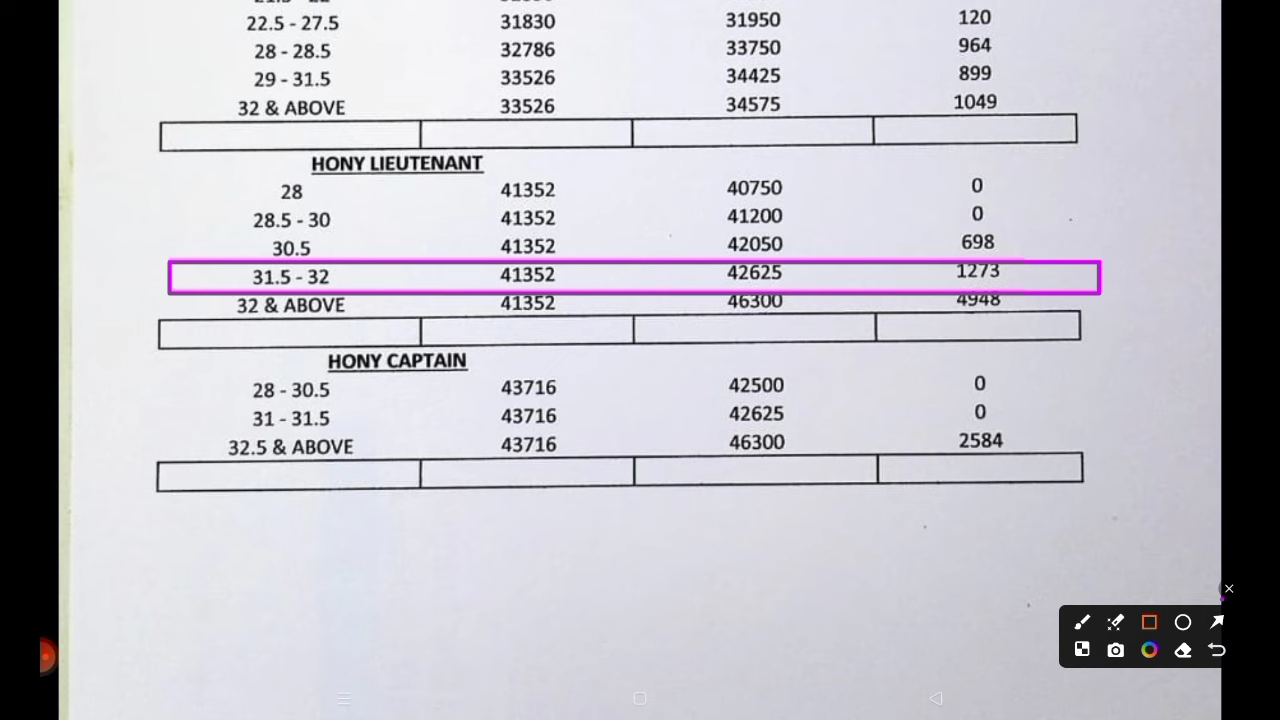 22.5 - 27.5 31830 31950 120
28 - 28.5 32786 33750 964
29 - 31.5 33526 34425 899
32 & ABOVE 33526 34575 1049
HONY LIEUTENANT
28 41352 40750 0
28.5 - 30 41352 41200 0
30.5 41352 42050 698
31.5 - 32 41352 42625 1273
32 & ABOVE 41352 46300 4948
HONY CAPTAIN
28 - 30.5 43716 42500 0
31 - 31.5 43716 42625 0
32.5 & ABOVE 43716 46300 2584